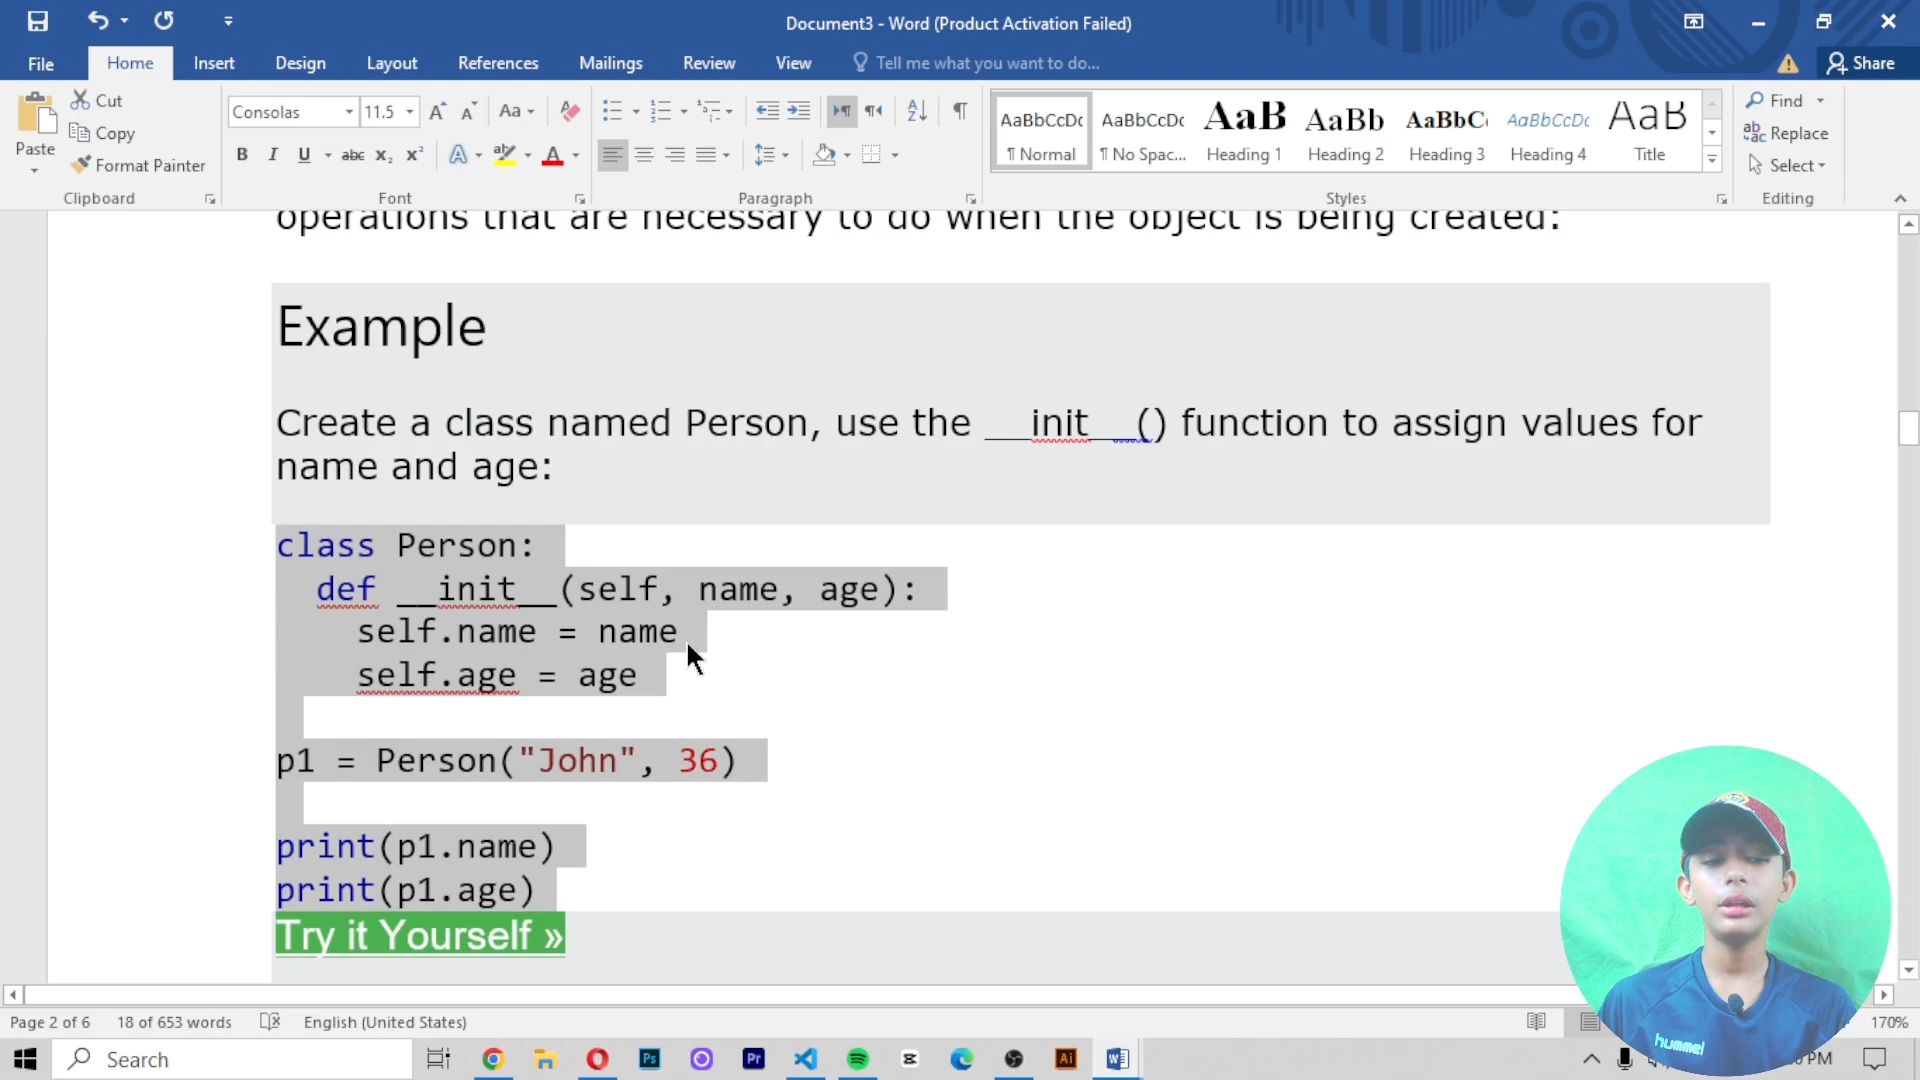 Document3 - Word (Product Activation Failed)
File Home Insert Design Layout References Mailings Review View Tell me what you want to do... Share
Paste
Cut
Copy
Format Painter
Clipboard
Consolas 11.5
Font
Paragraph
AaBbCcDc AaBbCcDc AaB AaBb AaBbC AaBbCcDc AaB
¶ Normal ¶ No Spac... Heading 1 Heading 2 Heading 3 Heading 4 Title
Styles
Find
Replace
Select
Editing
operations that are necessary to do when the object is being created:
Example
Create a class named Person, use the __init__() function to assign values for
name and age:
class Person:
def __init__(self, name, age):
self.name = name
self.age = age
p1 = Person("John", 36)
print(p1.name)
print(p1.age)
Try it Yourself »
hummel
Page 2 of 6 18 of 653 words English (United States) 170%
Search
PM